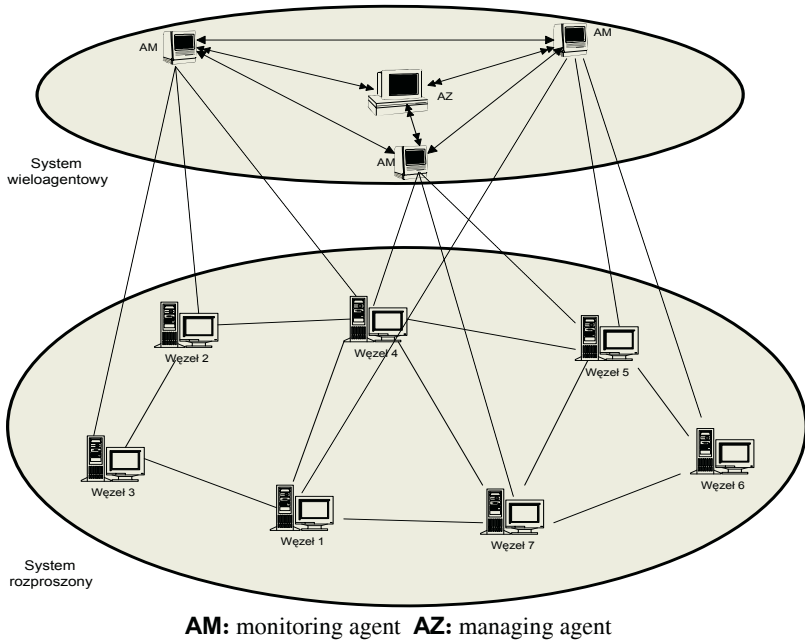 AM
AM
AZ
AM
System
wieloagentowy
Węzeł 2
Węzeł 4
Węzeł 5
Węzeł 3
Węzeł 6
Węzeł 1
Węzeł 7
System
rozproszony
AM: monitoring agent AZ: managing agent